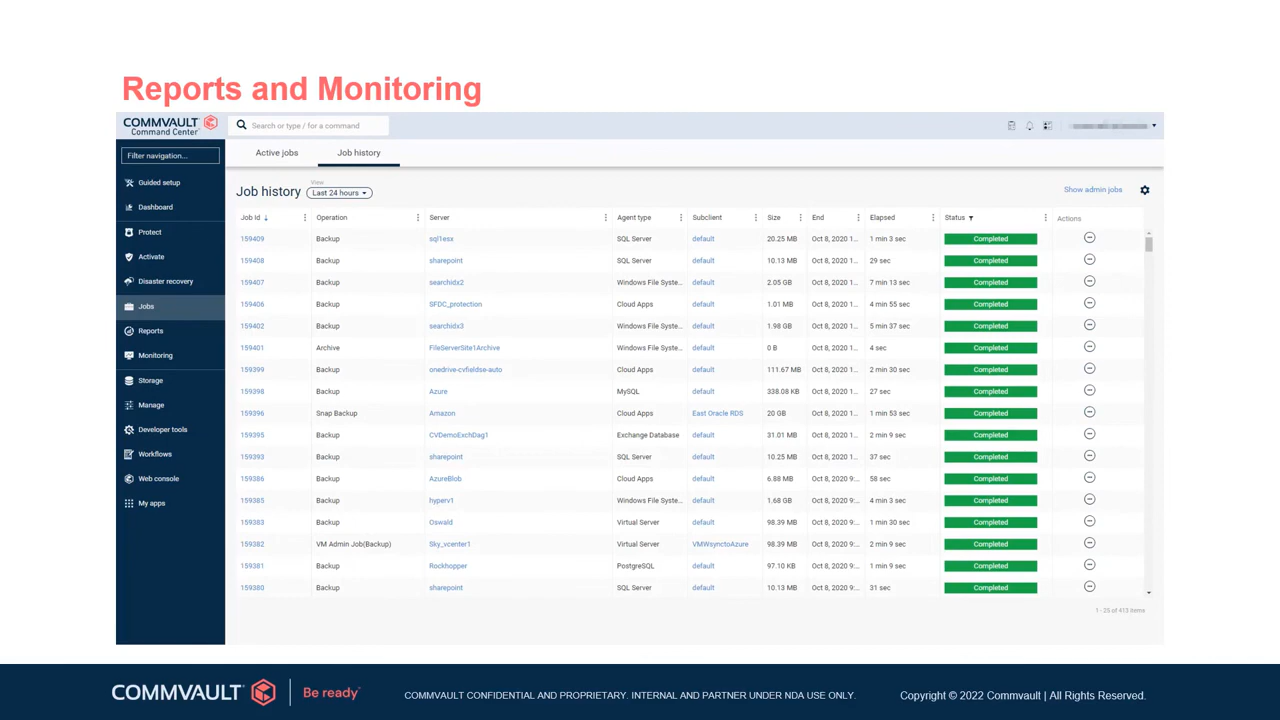 Reports and Monitoring
COMMVAULT
Command Center
Search or type / for a command
Filter navigation...
Guided setup
Dashboard
Protect
Activate
Disaster recovery
Jobs
Reports
Monitoring
Storage
Manage
Developer tools
Workflows
Web console
My apps
Active jobs Job history
View
Job history Last 24 hours Show admin jobs
Job Id Operation Server Agent type Subclient Size End Elapsed Status Actions
159409 Backup sql1esx SQL Server default 20.25 MB Oct 8, 2020 1... 1 min 3 sec Completed
159408 Backup sharepoint SQL Server default 10.13 MB Oct 8, 2020 1... 29 sec Completed
159407 Backup searchidx2 Windows File Syste... default 2.05 GB Oct 8, 2020 1... 7 min 13 sec Completed
159406 Backup SFDC_protection Cloud Apps default 1.01 MB Oct 8, 2020 1... 4 min 55 sec Completed
159402 Backup searchidx3 Windows File Syste... default 1.98 GB Oct 8, 2020 1... 5 min 37 sec Completed
159401 Archive FileServerSite1Archive Windows File Syste... default 0 B Oct 8, 2020 1... 4 sec Completed
159399 Backup onedrive-cvfieldse-auto Cloud Apps default 111.67 MB Oct 8, 2020 1... 2 min 30 sec Completed
159398 Backup Azure MySQL default 338.08 KB Oct 8, 2020 1... 27 sec Completed
159396 Snap Backup Amazon Cloud Apps East Oracle RDS 20 GB Oct 8, 2020 1... 1 min 53 sec Completed
159395 Backup CVDemoExchDag1 Exchange Database default 31.01 MB Oct 8, 2020 1... 2 min 9 sec Completed
159393 Backup sharepoint SQL Server default 10.25 MB Oct 8, 2020 1... 37 sec Completed
159386 Backup AzureBlob Cloud Apps default 6.88 MB Oct 8, 2020 1... 58 sec Completed
159385 Backup hyperv1 Windows File Syste... default 1.68 GB Oct 8, 2020 9:... 4 min 3 sec Completed
159383 Backup Oswald Virtual Server default 98.39 MB Oct 8, 2020 9:... 1 min 30 sec Completed
159382 VM Admin Job(Backup) Sky_vcenter1 Virtual Server VMWsynctoAzure 98.39 MB Oct 8, 2020 9:... 2 min 9 sec Completed
159381 Backup Rockhopper PostgreSQL default 97.10 KB Oct 8, 2020 9:... 1 min 9 sec Completed
159380 Backup sharepoint SQL Server default 10.13 MB Oct 8, 2020 9:... 31 sec Completed
1 - 25 of 413 items
COMMVAULT Be ready COMMVAULT CONFIDENTIAL AND PROPRIETARY. INTERNAL AND PARTNER UNDER NDA USE ONLY. Copyright © 2022 Commvault | All Rights Reserved.